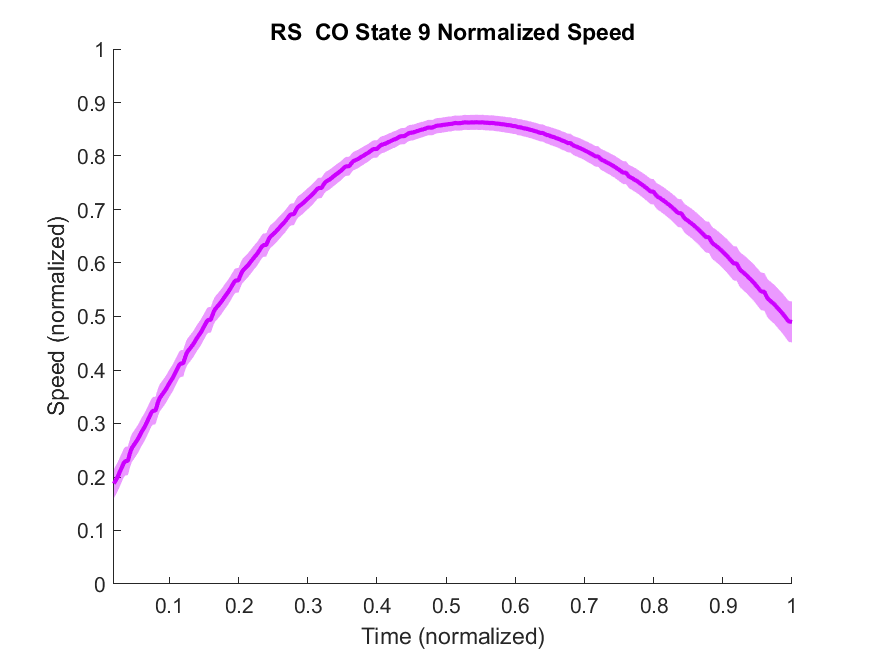 RS  CO State 9 Normalized Speed
1
0.9
0.8
0.7
0.6
0.5
0.4
0.3
0.2
0.1
0
Speed (normalized)
0.1 0.2 0.3 0.4 0.5 0.6 0.7 0.8 0.9 1
Time (normalized)